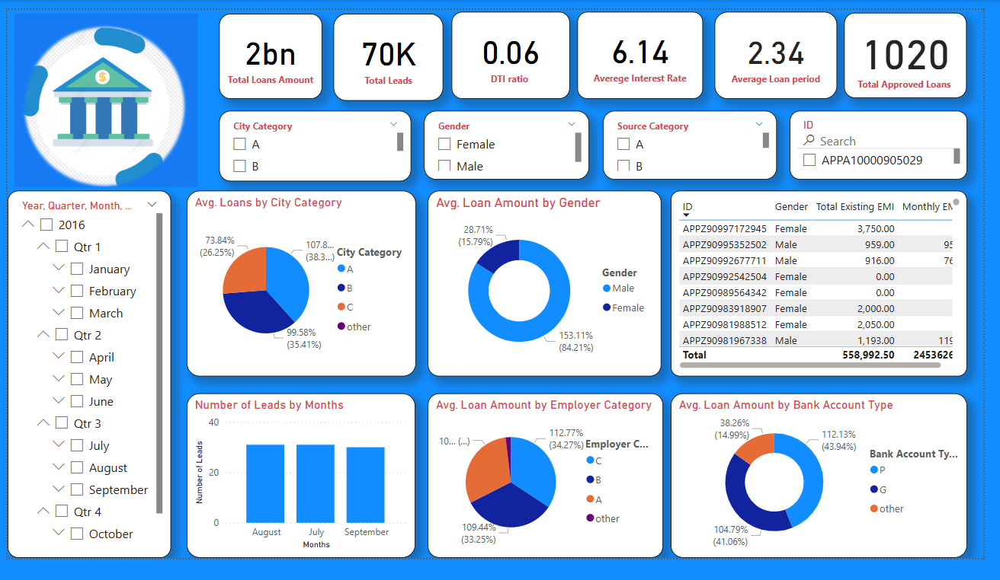 $
2bn
Total Loans Amount
70K
Total Leads
0.06
DTI ratio
6.14
Averege Interest Rate
2.34
Average Loan period
1020
Total Approved Loans
City Category
A
B
Gender
Female
Male
Source Category
A
B
ID
Search
APPA10000905029
Year, Quarter, Month, ...
2016
Qtr 1
January
February
March
Qtr 2
April
May
June
Qtr 3
July
August
September
Qtr 4
October
Avg. Loans by City Category
73.84%
(26.25%)
107.8...
(38.3...)
99.58%
(35.41%)
City Category
A
B
C
other
Avg. Loan Amount by Gender
28.71%
(15.79%)
153.11%
(84.21%)
Gender
Male
Female
ID Gender Total Existing EMI Monthly EM
APPZ90997172945 Female 3,750.00
APPZ90995352502 Male 959.00 95
APPZ90992677711 Male 916.00 76
APPZ90992542504 Female 0.00
APPZ90989564342 Female 0.00
APPZ90983918907 Female 2,000.00
APPZ90981988512 Female 2,050.00
APPZ90981967338 Male 1,193.00 119
Total 558,992.50 2453626
Number of Leads by Months
Number of Leads
40
20
0
August July September
Months
Avg. Loan Amount by Employer Category
10... (...)
112.77%
(34.27%)
109.44%
(33.25%)
Employer C...
C
B
A
other
Avg. Loan Amount by Bank Account Type
38.26%
(14.99%)
112.13%
(43.94%)
104.79%
(41.06%)
Bank Account Ty...
P
G
other